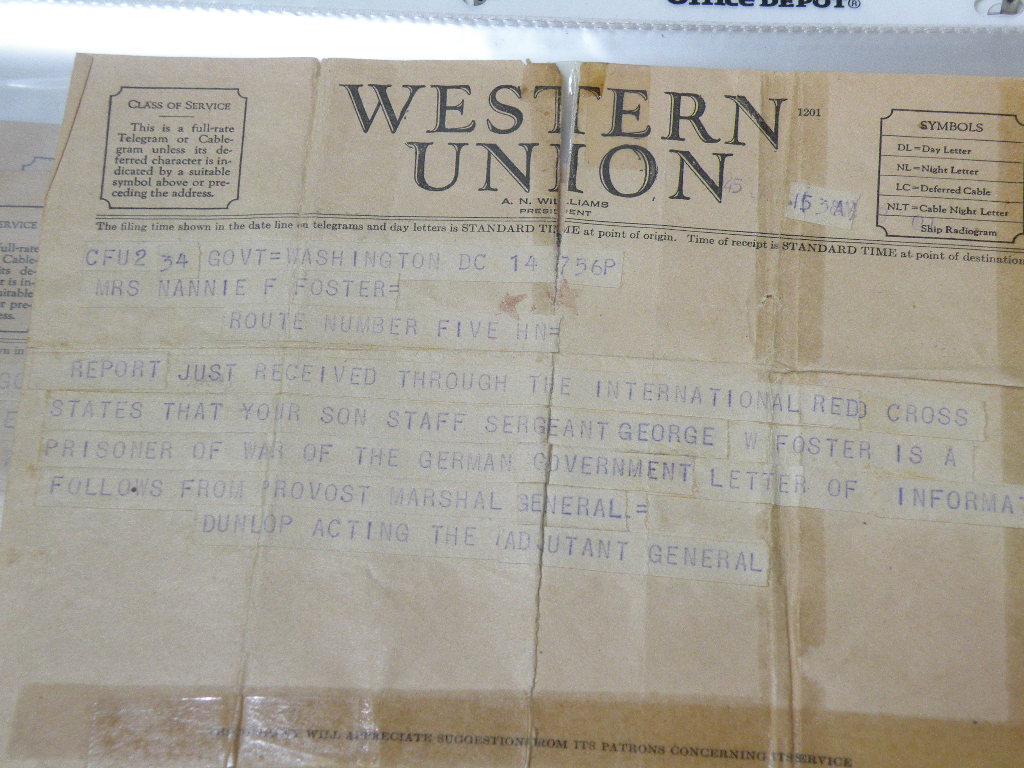 OFFICE DEPOT®
CLASS OF SERVICE
This is a full-rate
Telegram or Cable-
gram unless its de-
ferred character is in-
dicated by a suitable
symbol above or pre-
ceding the address.
WESTERN
UNION
1201
A. N. WILLIAMS
PRESIDENT
SYMBOLS
DL=Day Letter
NL=Night Letter
LC=Deferred Cable
NLT=Cable Night Letter
Ship Radiogram
The filing time shown in the date line on telegrams and day letters is STANDARD TIME at point of origin. Time of receipt is STANDARD TIME at point of destination
CFU2 34 GOVT=WASHINGTON DC 14 756P
MRS NANNIE F FOSTER=
ROUTE NUMBER FIVE HN=
REPORT JUST RECEIVED THROUGH THE INTERNATIONAL RED CROSS
STATES THAT YOUR SON STAFF SERGEANT GEORGE W FOSTER IS A
PRISONER OF WAR OF THE GERMAN GOVERNMENT LETTER OF INFORMAT
FOLLOWS FROM PROVOST MARSHAL GENERAL=
DUNLOP ACTING THE ADJUTANT GENERAL
THE COMPANY WILL APPRECIATE SUGGESTIONS FROM ITS PATRONS CONCERNING ITS SERVICE